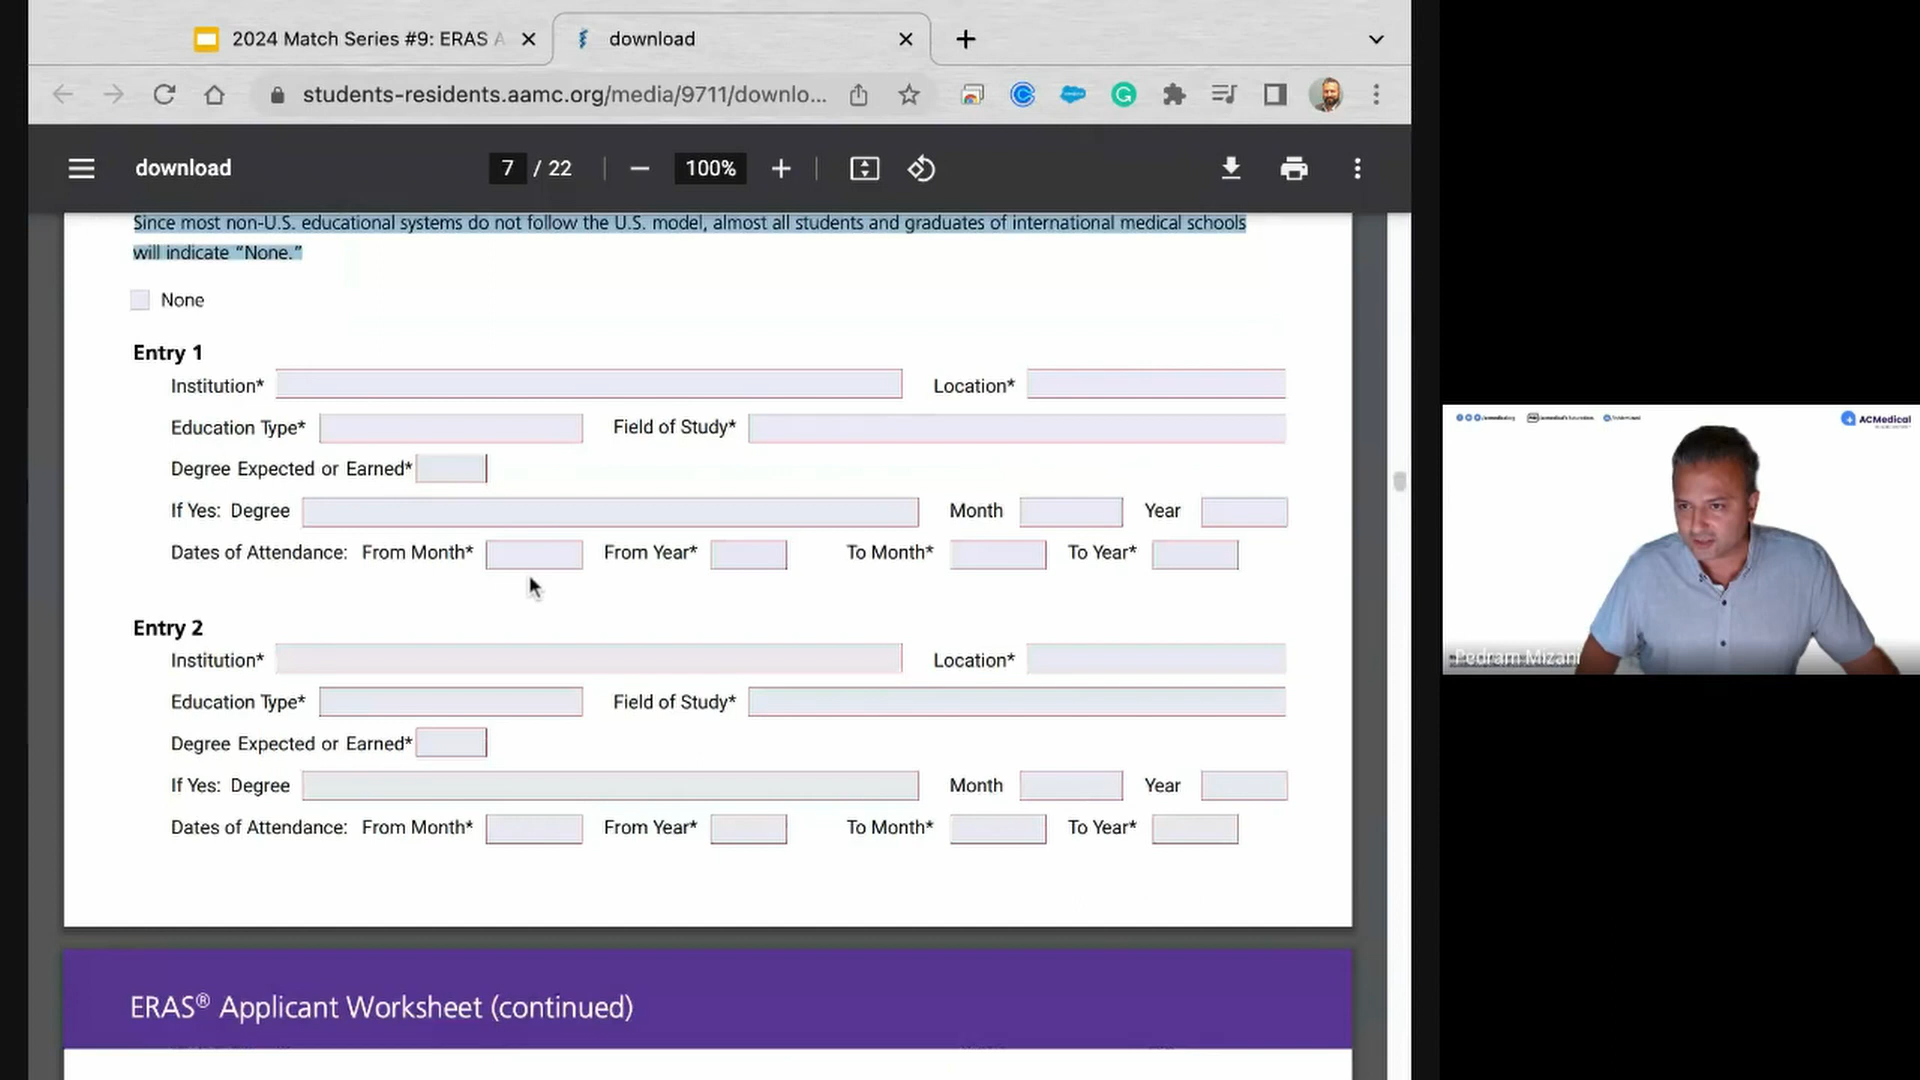 2024 Match Series #9: ERAS A
download
students-residents.aamc.org/media/9711/downlo...
download
7 / 22
100%
Since most non-U.S. educational systems do not follow the U.S. model, almost all students and graduates of international medical schools
will indicate “None.”
None
Entry 1
Institution*
Location*
Education Type*
Field of Study*
Degree Expected or Earned*
If Yes: Degree
Month
Year
Dates of Attendance: From Month*
From Year*
To Month*
To Year*
Entry 2
Institution*
Location*
Education Type*
Field of Study*
Degree Expected or Earned*
If Yes: Degree
Month
Year
Dates of Attendance: From Month*
From Year*
To Month*
To Year*
ERAS® Applicant Worksheet (continued)
ACMedical
Pedram Mizani